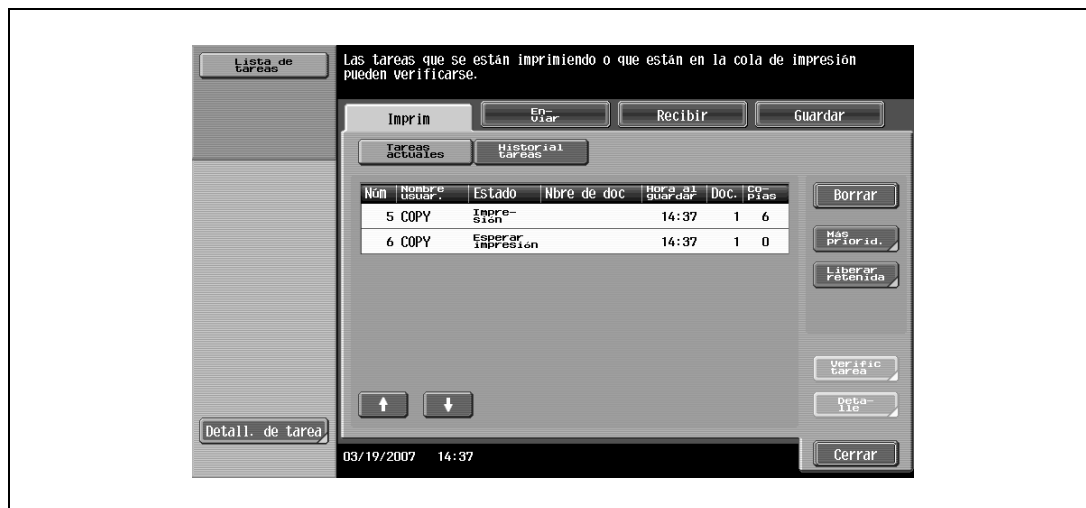 Lista de
tareas
Las tareas que se están imprimiendo o que están en la cola de impresión
pueden verificarse.
Imprim
En-
viar
Recibir
Guardar
Tareas
actuales
Historial
tareas
Núm Nombre usuar. Estado Nbre de doc Hora al guardar Doc. Co-pias
5 COPY Impre-sión 14:37 1 6
6 COPY Esperar impresión 14:37 1 0
Borrar
Más
priorid.
Liberar
retenida
Verific
tarea
Deta-
lle
Detall. de tarea
03/19/2007 14:37
Cerrar